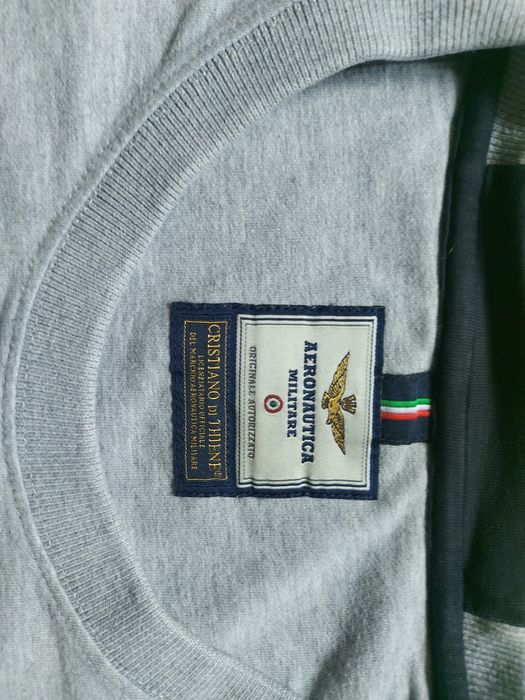 AERONAUTICA
MILITARE
ORIGINALE AUTORIZZATO
CRISTIANO DI THIENE®
LICENZIATARIO UFFICIALE
DEL MARCHIO AERONAUTICA MILITARE